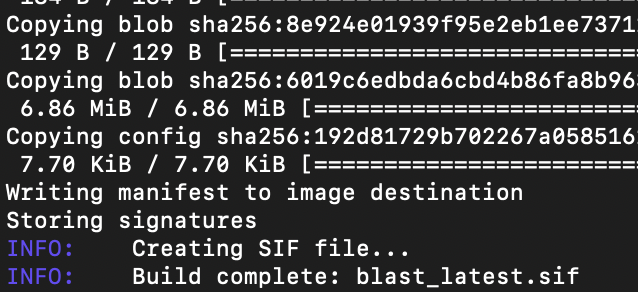 Copying blob sha256:8e924e01939f95e2eb1ee7371
129 B / 129 B [==========================
Copying blob sha256:6019c6edbda6cbd4b86fa8b96
6.86 MiB / 6.86 MiB [====================
Copying config sha256:192d81729b702267a058516
7.70 KiB / 7.70 KiB [====================
Writing manifest to image destination
Storing signatures
INFO:    Creating SIF file...
INFO:    Build complete: blast_latest.sif